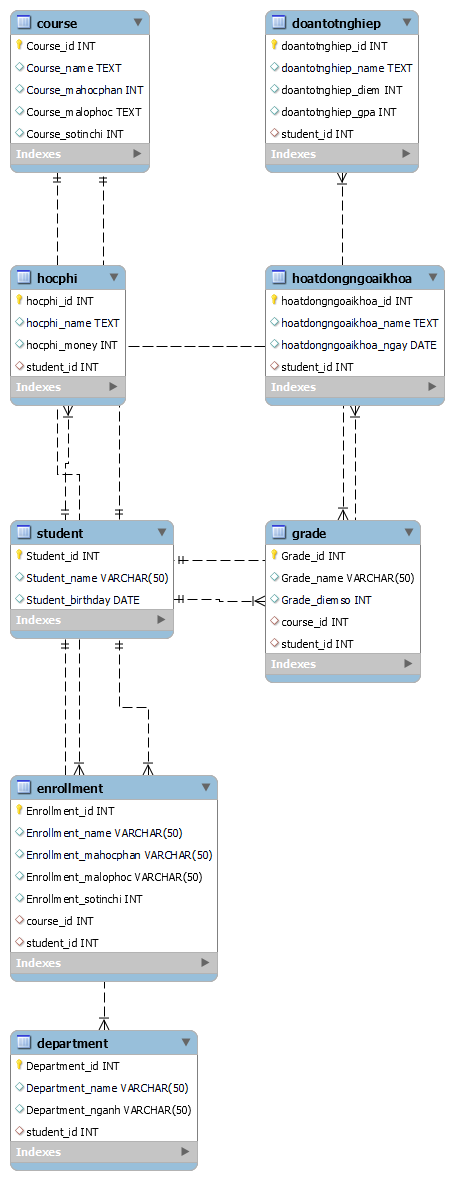 course
Course_id INT
Course_name TEXT
Course_mahocphan INT
Course_malophoc TEXT
Course_sotinchi INT
Indexes
doantotnghiep
doantotnghiep_id INT
doantotnghiep_name TEXT
doantotnghiep_diem INT
doantotnghiep_gpa INT
student_id INT
Indexes
hocphi
hocphi_id INT
hocphi_name TEXT
hocphi_money INT
student_id INT
Indexes
hoatdongngoaikhoa
hoatdongngoaikhoa_id INT
hoatdongngoaikhoa_name TEXT
hoatdongngoaikhoa_ngay DATE
student_id INT
Indexes
student
Student_id INT
Student_name VARCHAR(50)
Student_birthday DATE
Indexes
grade
Grade_id INT
Grade_name VARCHAR(50)
Grade_diemso INT
course_id INT
student_id INT
Indexes
enrollment
Enrollment_id INT
Enrollment_name VARCHAR(50)
Enrollment_mahocphan VARCHAR(50)
Enrollment_malophoc VARCHAR(50)
Enrollment_sotinchi INT
course_id INT
student_id INT
Indexes
department
Department_id INT
Department_name VARCHAR(50)
Department_nganh VARCHAR(50)
student_id INT
Indexes